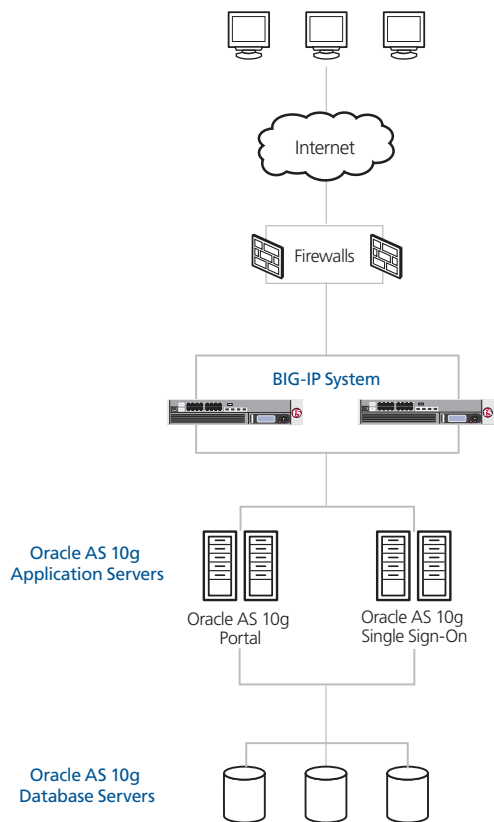 Internet
Firewalls
BIG-IP System
Oracle AS 10g
Application Servers
Oracle AS 10g
Portal
Oracle AS 10g
Single Sign-On
Oracle AS 10g
Database Servers